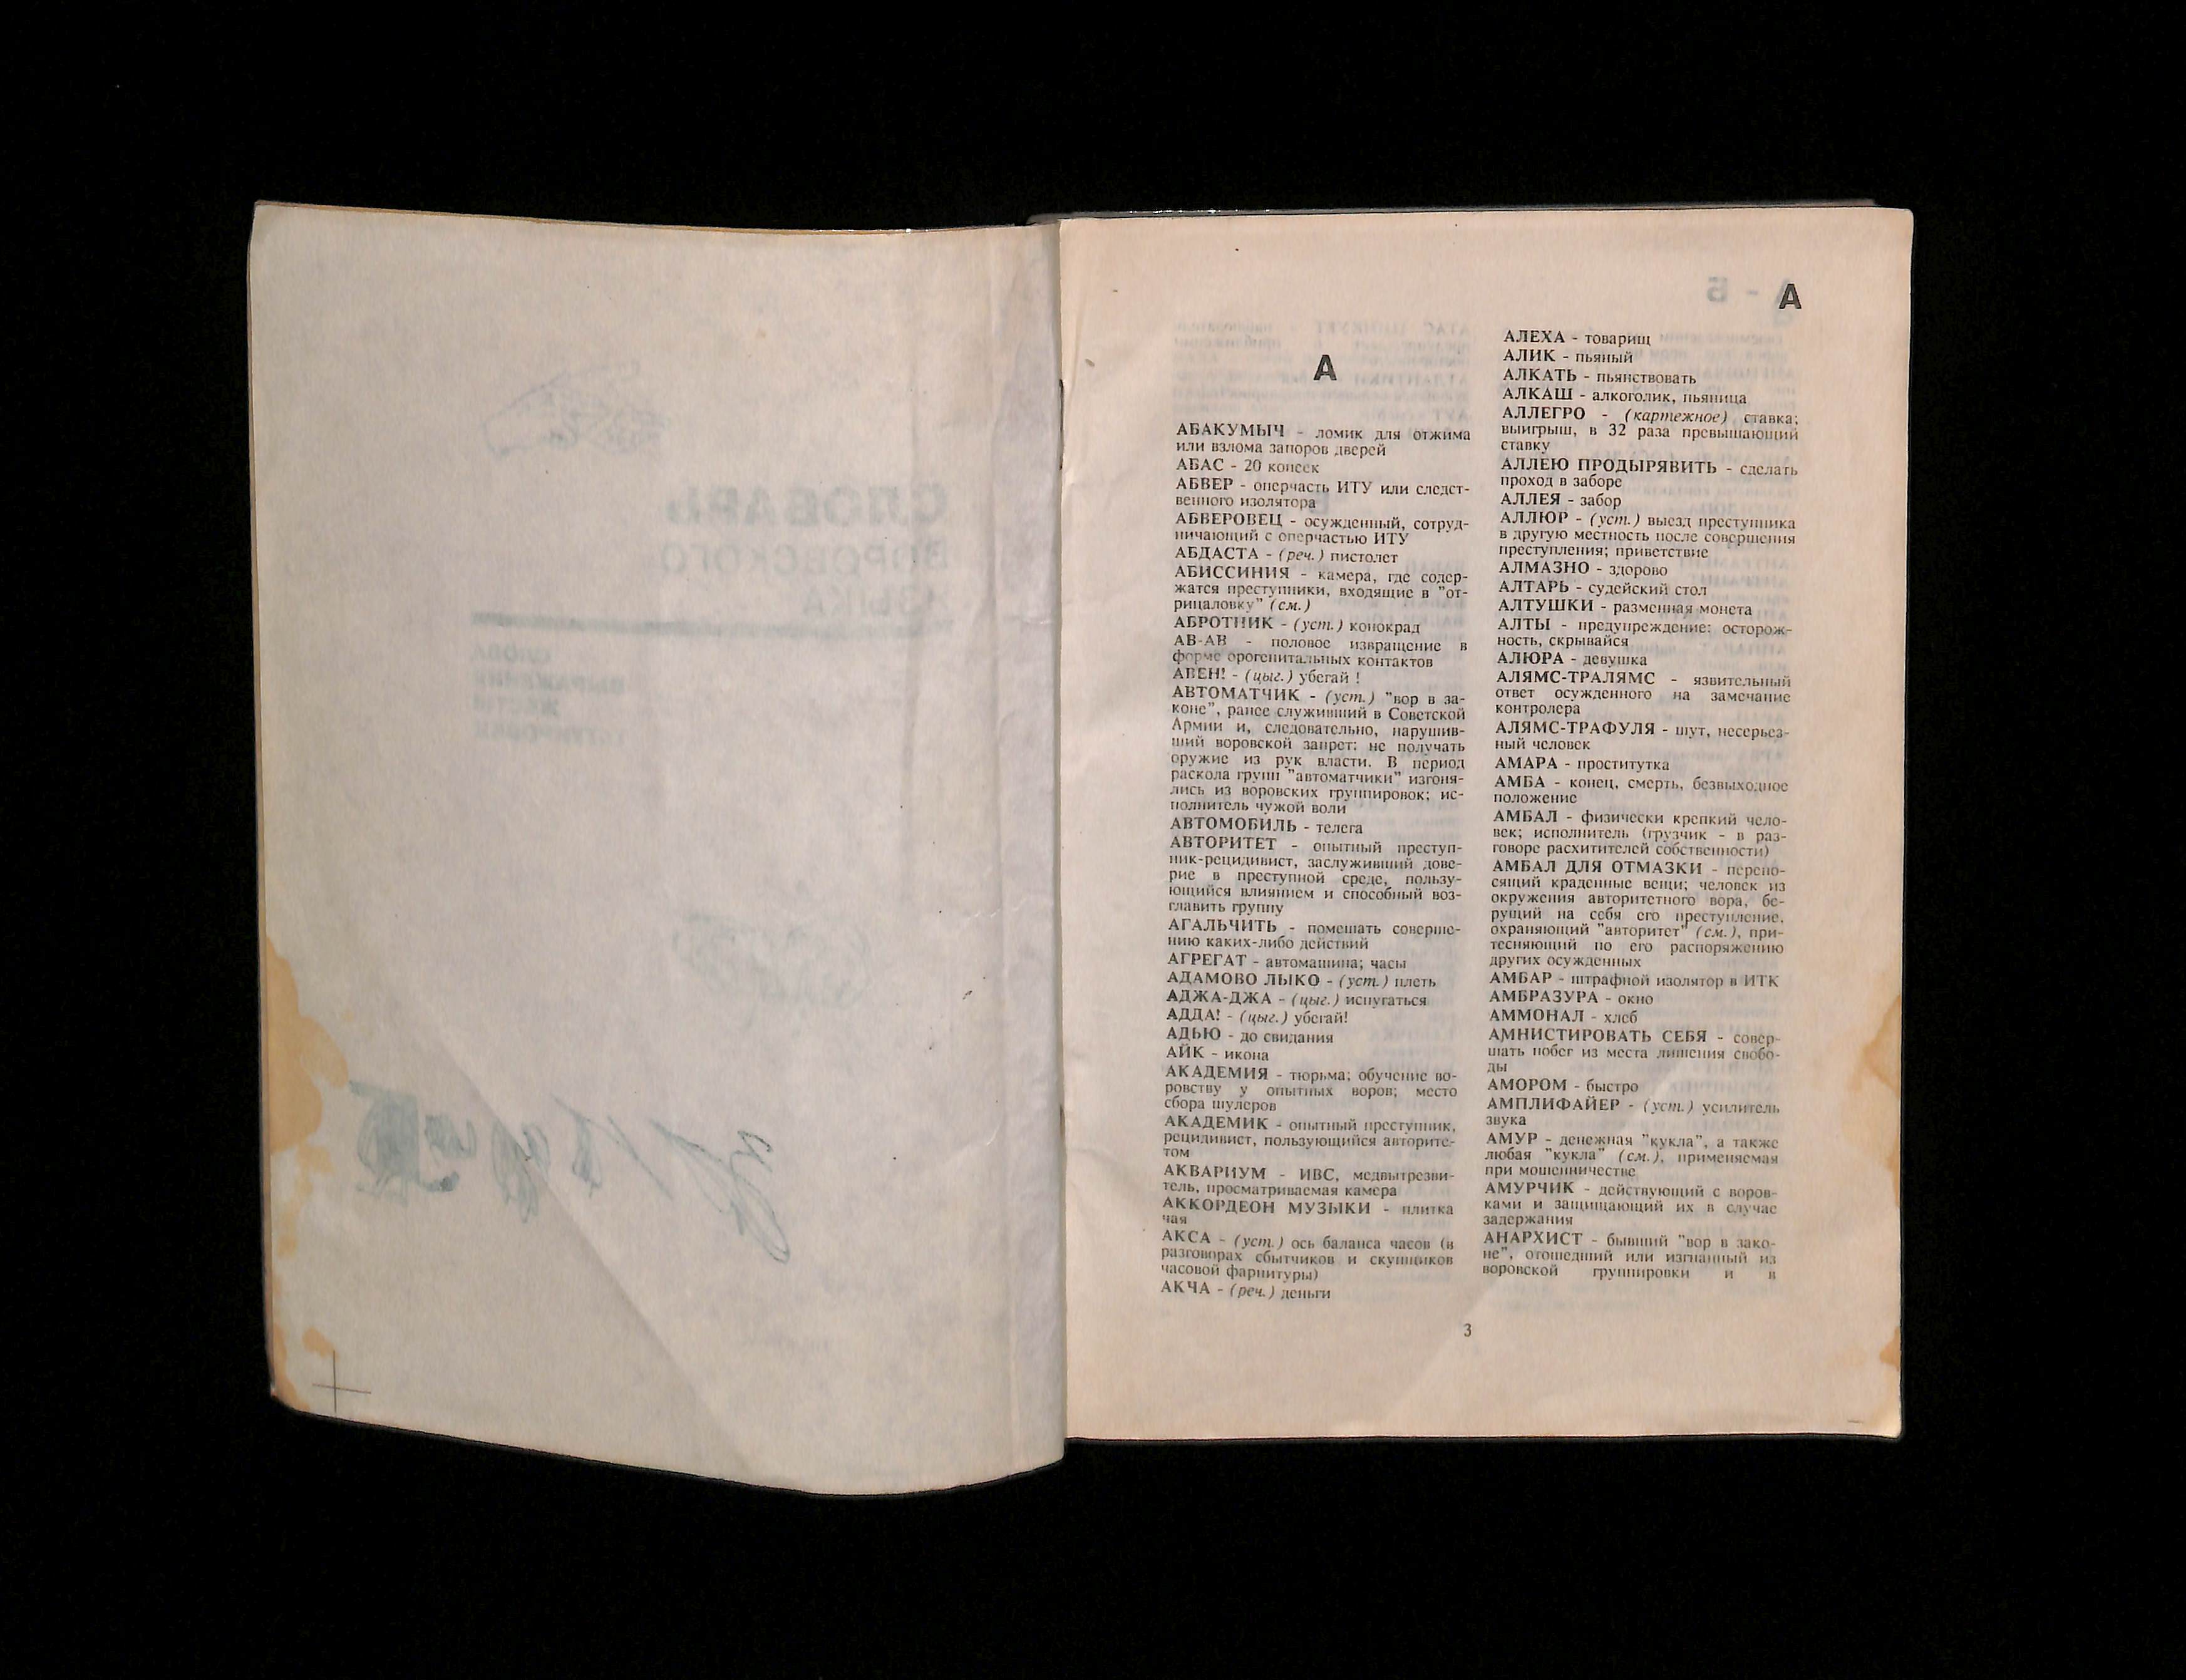 А
А
АБАКУМЫЧ - ломик для отжима
или взлома запоров дверей
АБАС - 20 копеек
АБВЕР - оперчасть ИТУ или следст-
венного изолятора
АБВЕРОВЕЦ - осужденный, сотруд-
ничающий с оперчастью ИТУ
АБДАСТА - (реч.) пистолет
АБИССИНИЯ - камера, где содер-
жатся преступники, входящие в "от-
рицаловку" (см.)
АБРОТНИК - (уст.) конокрад
АВ-АВ - половое извращение в
форме орогенитальных контактов
АВЕН! - (цыг.) убегай !
АВТОМАТЧИК - (уст.) "вор в за-
коне", ранее служивший в Советской
Армии и, следовательно, нарушив-
ший воровской запрет: не получать
оружие из рук власти. В период
раскола групп "автоматчики" изгоня-
лись из воровских группировок; ис-
полнитель чужой воли
АВТОМОБИЛЬ - телега
АВТОРИТЕТ - опытный преступ-
ник-рецидивист, заслуживший дове-
рие в преступной среде, пользу-
ющийся влиянием и способный воз-
главить группу
АГАЛЬЧИТЬ - помешать соверше-
нию каких-либо действий
АГРЕГАТ - автомашина; часы
АДАМОВО ЛЫКО - (уст.) плеть
АДЖА-ДЖА - (цыг.) испугаться
АДДА! - (цыг.) убегай!
АДЬЮ - до свидания
АЙК - икона
АКАДЕМИЯ - тюрьма; обучение во-
ровству у опытных воров; место
сбора шулеров
АКАДЕМИК - опытный преступник,
рецидивист, пользующийся авторите-
том
АКВАРИУМ - ИВС, медвытрезви-
тель, просматриваемая камера
АККОРДЕОН МУЗЫКИ - плитка
чая
АКСА - (уст.) ось баланса часов (в
разговорах сбытчиков и скупщиков
часовой фарнитуры)
АКЧА - (реч.) деньги
АЛЕХА - товарищ
АЛИК - пьяный
АЛКАТЬ - пьянствовать
АЛКАШ - алкоголик, пьяница
АЛЛЕГРО - (картежное) ставка;
выигрыш, в 32 раза превышающий
ставку
АЛЛЕЮ ПРОДЫРЯВИТЬ - сделать
проход в заборе
АЛЛЕЯ - забор
АЛЛЮР - (уст.) выезд преступника
в другую местность после совершения
преступления; приветствие
АЛМАЗНО - здорово
АЛТАРЬ - судейский стол
АЛТУШКИ - разменная монета
АЛТЫ - предупреждение: осторож-
ность, скрывайся
АЛЮРА - девушка
АЛЯМС-ТРАЛЯМС - язвительный
ответ осужденного на замечание
контролера
АЛЯМС-ТРАФУЛЯ - шут, несерьез-
ный человек
АМАРА - проститутка
АМБА - конец, смерть, безвыходное
положение
АМБАЛ - физически крепкий чело-
век; исполнитель (грузчик - в раз-
говоре расхитителей собственности)
АМБАЛ ДЛЯ ОТМАЗКИ - перено-
сящий краденные вещи; человек из
окружения авторитетного вора, бе-
рущий на себя его преступление,
охраняющий "авторитет" (см.), при-
тесняющий по его распоряжению
других осужденных
АМБАР - штрафной изолятор в ИТК
АМБРАЗУРА - окно
АММОНАЛ - хлеб
АМНИСТИРОВАТЬ СЕБЯ - совер-
шать побег из места лишения свобо-
ды
АМОРОМ - быстро
АМПЛИФАЙЕР - (уст.) усилитель
звука
АМУР - денежная "кукла", а также
любая "кукла" (см.), применяемая
при мошенничестве
АМУРЧИК - действующий с воров-
ками и защищающий их в случае
задержания
АНАРХИСТ - бывший "вор в зако-
не", отошедший или изгнанный из
воровской группировки и в
3